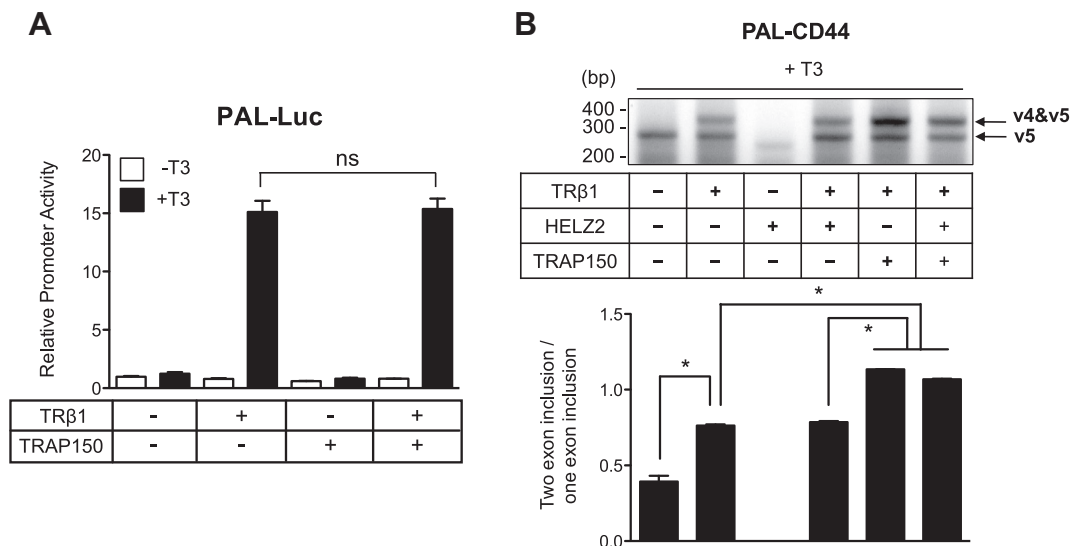 A
PAL-Luc
Relative Promoter Activity
20
15
10
5
0
-T3
+T3
ns
TRβ1 - + - +
TRAP150 - - + +
B
PAL-CD44
+ T3
(bp)
400 -
300 -
200 -
v4&v5
v5
TRβ1 - + - + + +
HELZ2 - - + + - +
TRAP150 - - - - + +
Two exon inclusion /
one exon inclusion
1.5
1.0
0.5
0.0
*
*
*